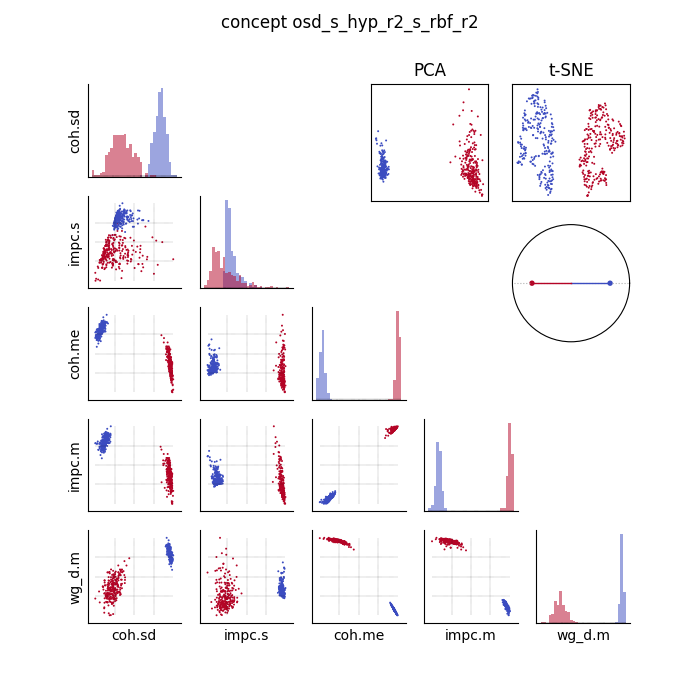 concept osd_s_hyp_r2_s_rbf_r2
PCA
t-SNE
coh.sd
impc.s
coh.me
impc.m
wg_d.m
coh.sd
impc.s
coh.me
impc.m
wg_d.m